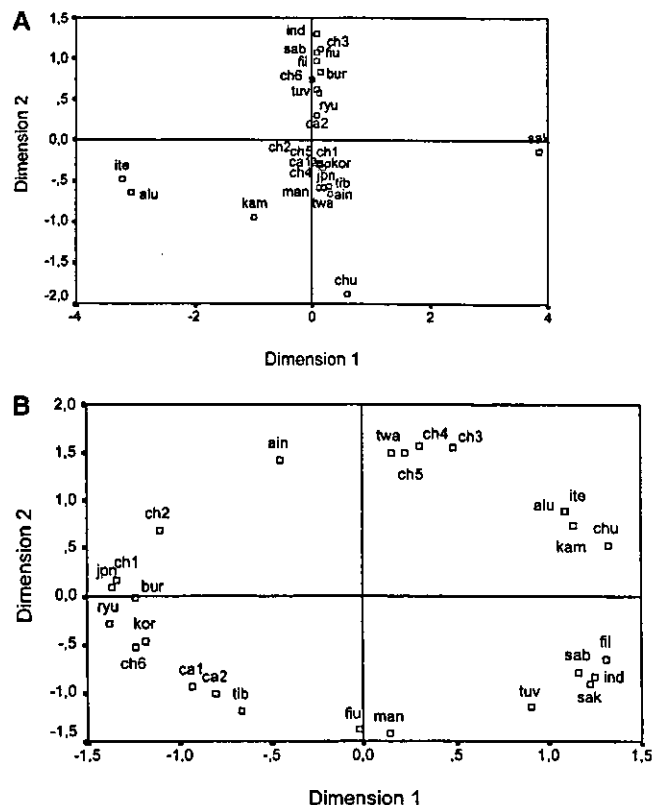 A
Dimension 2
1,5
1,0
0,5
0,0
-0,5
-1,0
-1,5
-2,0
ind
ch3
sab
fiu
fil
bur
ch6
tuv
ryu
ca2
sak
ch2
ch5
ch1
ca1
kor
ch4
jpn
tib
man
ain
twa
ite
alu
kam
chu
-4
-2
0
2
4
Dimension 1
B
Dimension 2
2,0
1,5
1,0
,5
0,0
-,5
-1,0
-1,5
ain
twa
ch4
ch3
ch5
alu
ite
chu
kam
ch2
jpn
ch1
bur
ryu
kor
ch6
ca1
ca2
tib
fiu
man
tuv
sab
fil
ind
sak
-1,5
-1,0
-,5
0,0
,5
1,0
1,5
Dimension 1